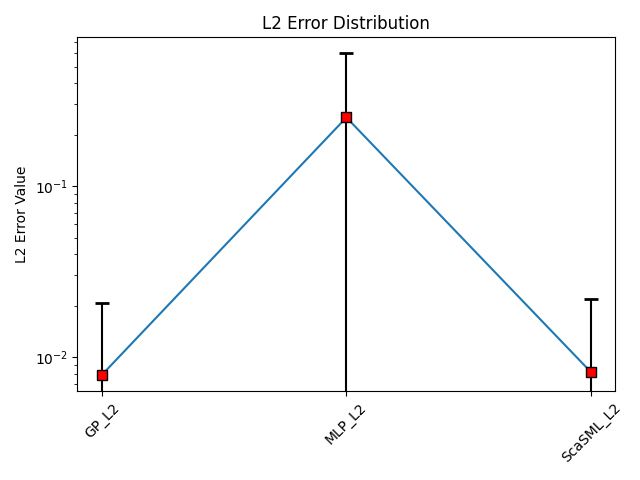 L2 Error Distribution
L2 Error Value
10⁻¹
10⁻²
GP_L2
MLP_L2
ScaSML_L2